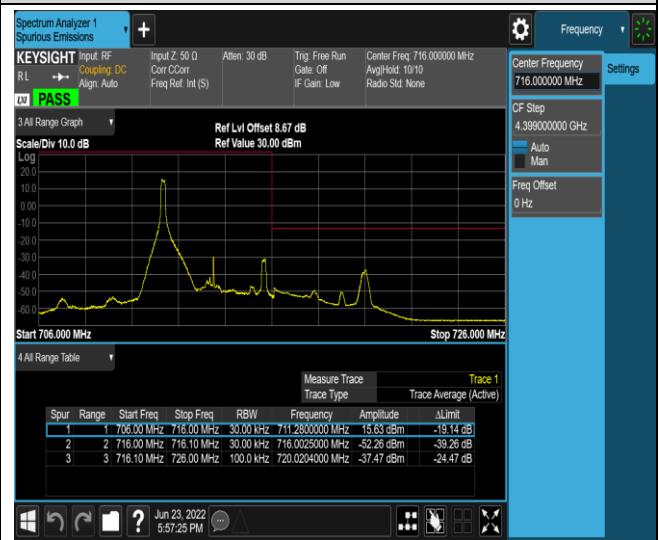 Spectrum Analyzer 1
Spurious Emissions
Frequency
KEYSIGHT
RL
Input: RF
Coupling: DC
Align: Auto
Input Z: 50 Ω
Corr CCorr
Freq Ref: Int (S)
Atten: 30 dB
Trig: Free Run
Gate: Off
IF Gain: Low
Center Freq: 716.000000 MHz
Avg|Hold: 10/10
Radio Std: None
LXI PASS
3 All Range Graph
Scale/Div 10.0 dB
Ref Lvl Offset 8.67 dB
Ref Value 30.00 dBm
Log
20.0
10.0
0.00
-10.0
-20.0
-30.0
-40.0
-50.0
-60.0
Start 706.000 MHz
Stop 726.000 MHz
4 All Range Table
Measure Trace Trace 1
Trace Type Trace Average (Active)
Spur Range Start Freq Stop Freq RBW Frequency Amplitude ΔLimit
1 1 706.00 MHz 716.00 MHz 30.00 kHz 711.2800000 MHz 15.63 dBm -19.14 dB
2 2 716.00 MHz 716.10 MHz 30.00 kHz 716.0025000 MHz -52.26 dBm -39.26 dB
3 3 716.10 MHz 726.00 MHz 100.0 kHz 720.0204000 MHz -37.47 dBm -24.47 dB
Jun 23, 2022
5:57:25 PM
Center Frequency
716.000000 MHz
Settings
CF Step
4.399000000 GHz
Auto
Man
Freq Offset
0 Hz